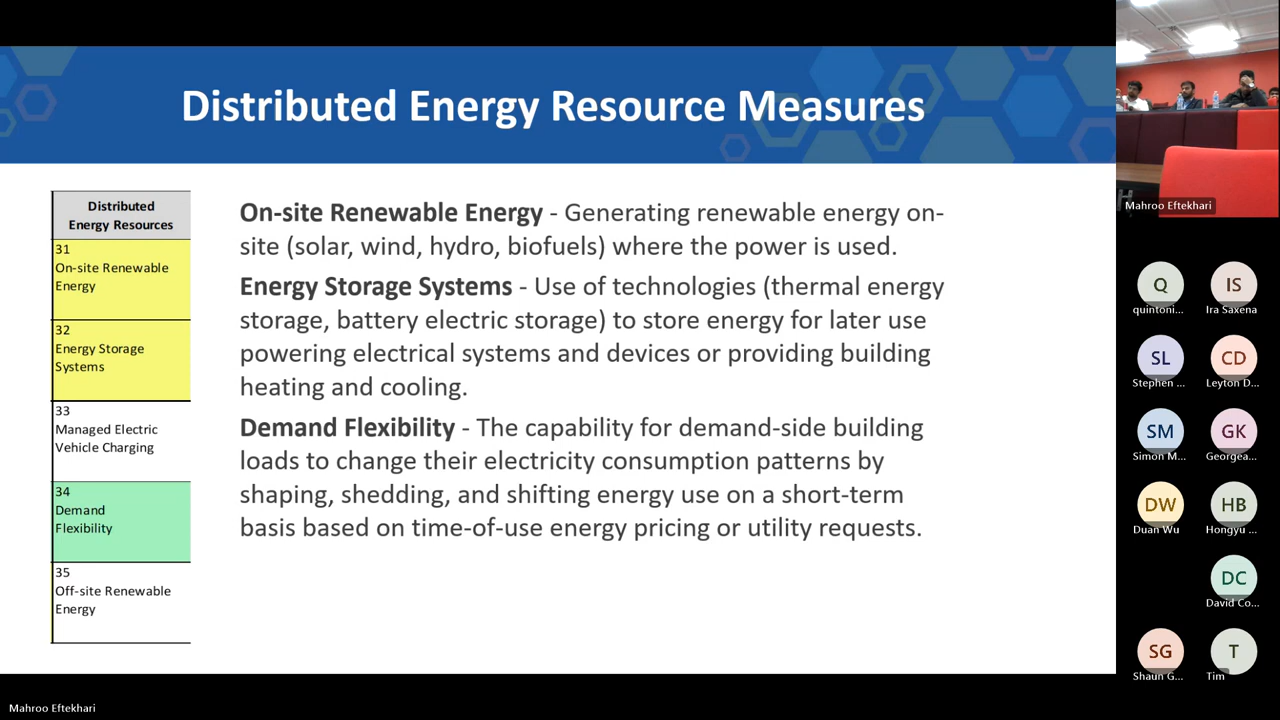 Distributed Energy Resource Measures
Distributed
Energy Resources
31
On-site Renewable
Energy
32
Energy Storage
Systems
33
Managed Electric
Vehicle Charging
34
Demand
Flexibility
35
Off-site Renewable
Energy
On-site Renewable Energy - Generating renewable energy on-
site (solar, wind, hydro, biofuels) where the power is used.
Energy Storage Systems - Use of technologies (thermal energy
storage, battery electric storage) to store energy for later use
powering electrical systems and devices or providing building
heating and cooling.
Demand Flexibility - The capability for demand-side building
loads to change their electricity consumption patterns by
shaping, shedding, and shifting energy use on a short-term
basis based on time-of-use energy pricing or utility requests.
Mahroo Eftekhari
Q
quintoni...
IS
Ira Saxena
SL
Stephen ...
CD
Leyton D...
SM
Simon M...
GK
Georgea...
DW
Duan Wu
HB
Hongyu ...
DC
David Co...
SG
Shaun G...
T
Tim
Mahroo Eftekhari